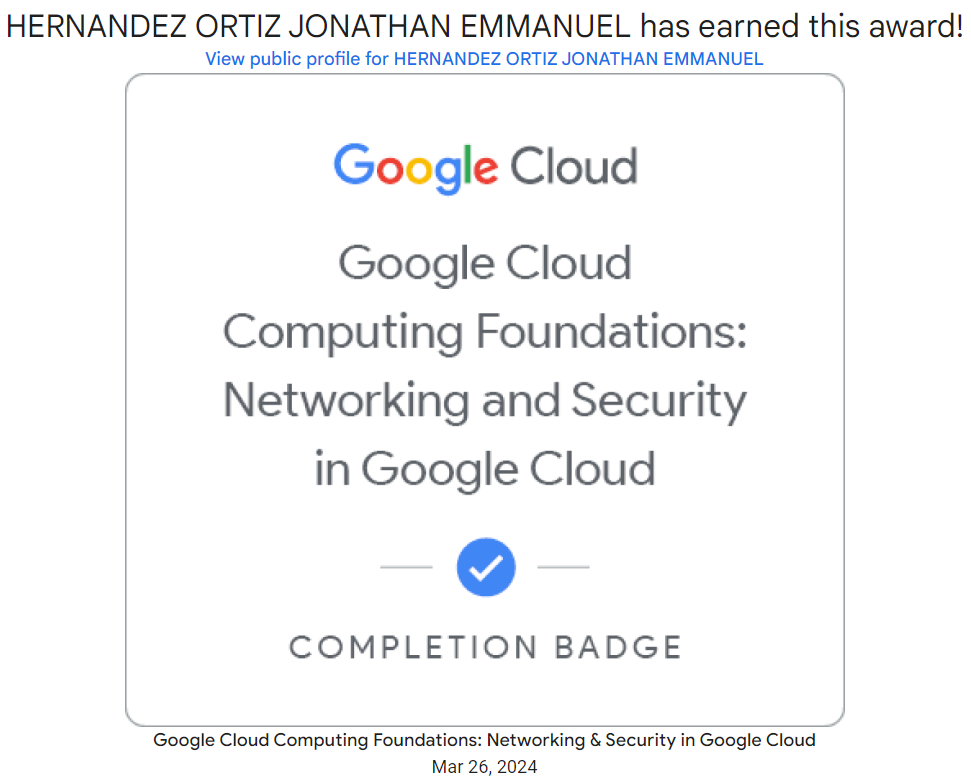 HERNANDEZ ORTIZ JONATHAN EMMANUEL has earned this award!
View public profile for HERNANDEZ ORTIZ JONATHAN EMMANUEL
Google Cloud
Google Cloud
Computing Foundations:
Networking and Security
in Google Cloud
COMPLETION BADGE
Google Cloud Computing Foundations: Networking & Security in Google Cloud
Mar 26, 2024